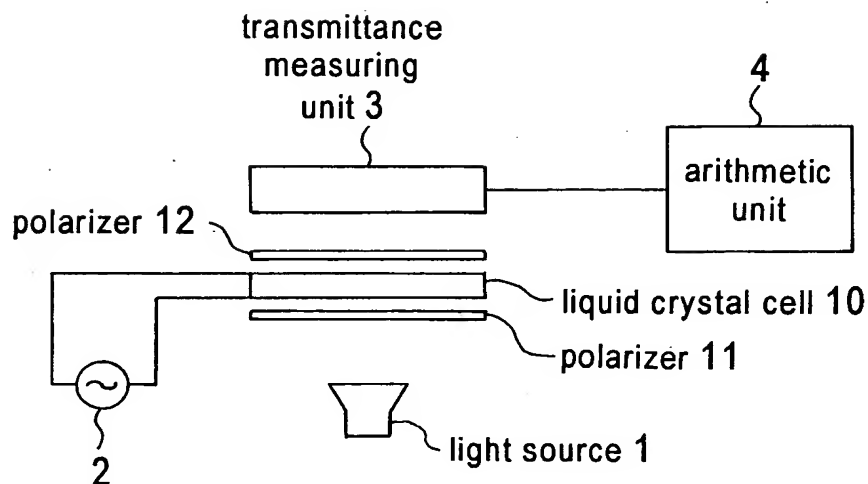 transmittance
measuring
unit 3
4
arithmetic
unit
polarizer 12
liquid crystal cell 10
polarizer 11
2
light source 1